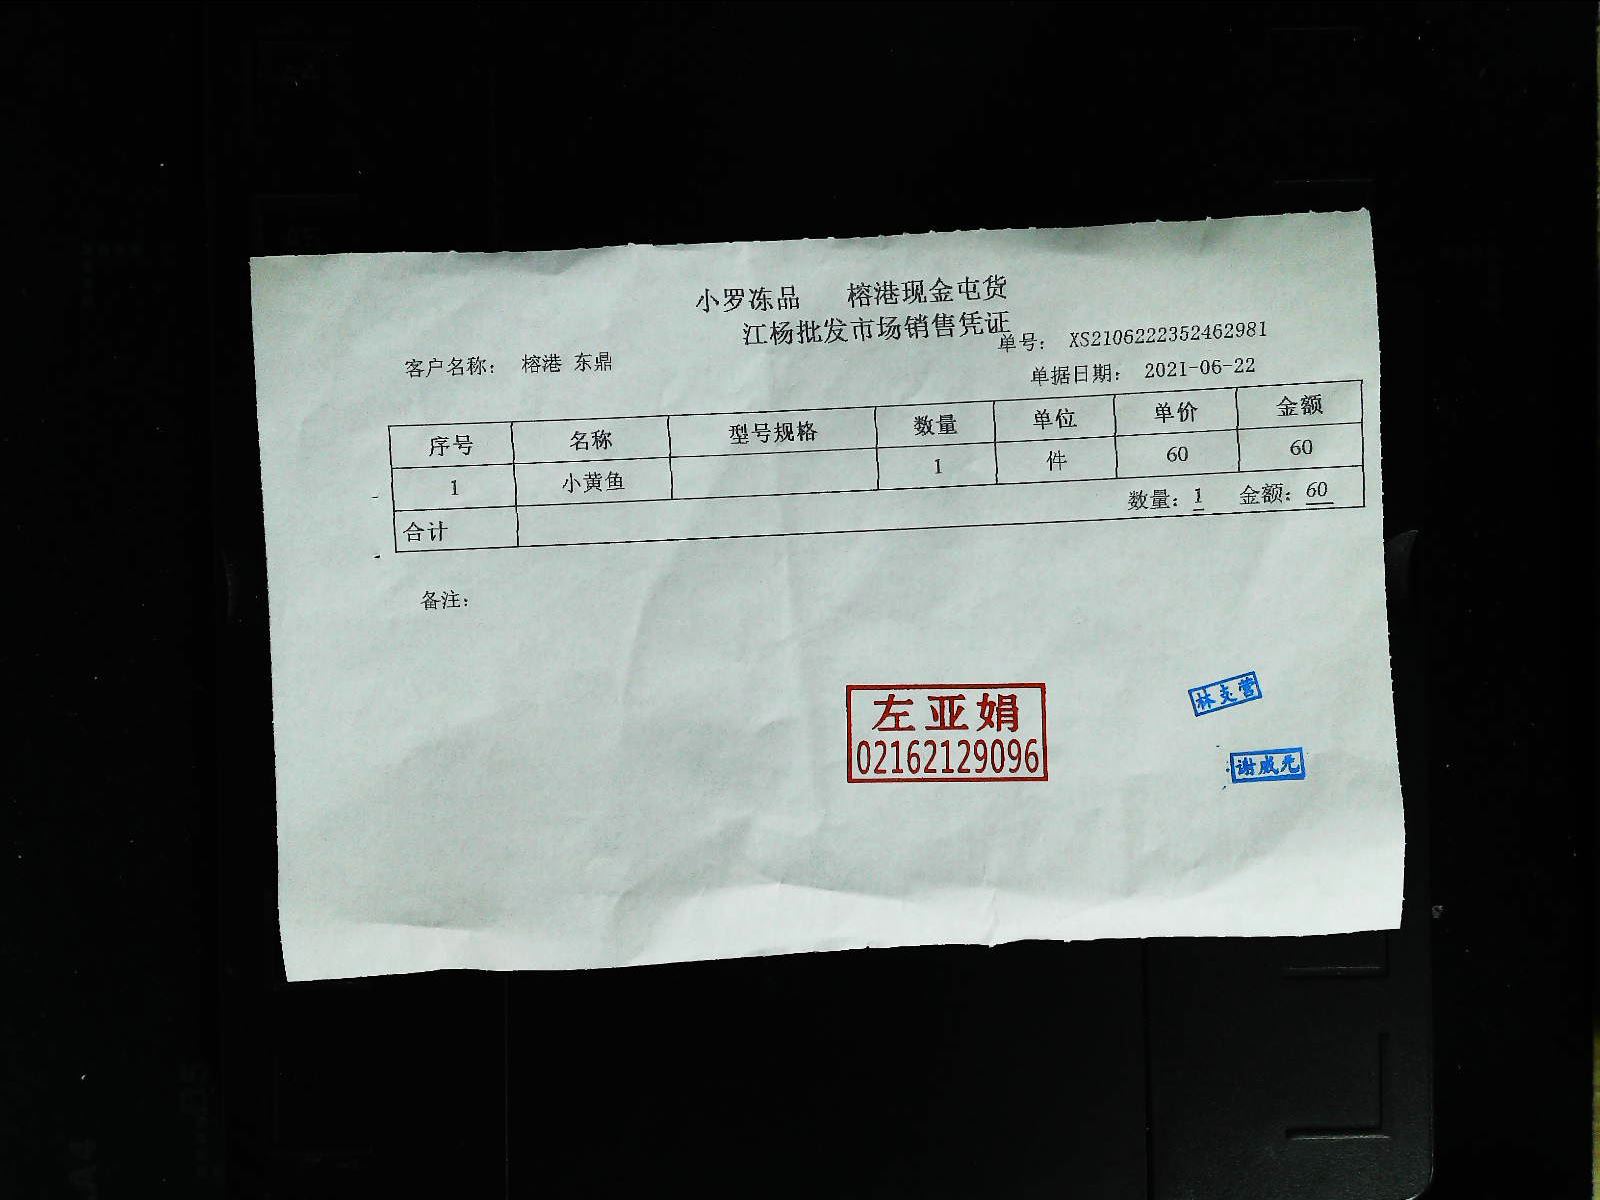 小罗冻品 榕港现金屯货
江杨批发市场销售凭证
单号： XS2106222352462981
客户名称： 榕港 东鼎
单据日期： 2021-06-22
序号 名称 型号规格 数量 单位 单价 金额
1 小黄鱼 1 件 60 60
合计 数量：1 金额：60
备注：
左亚娟
02162129096
谢威光